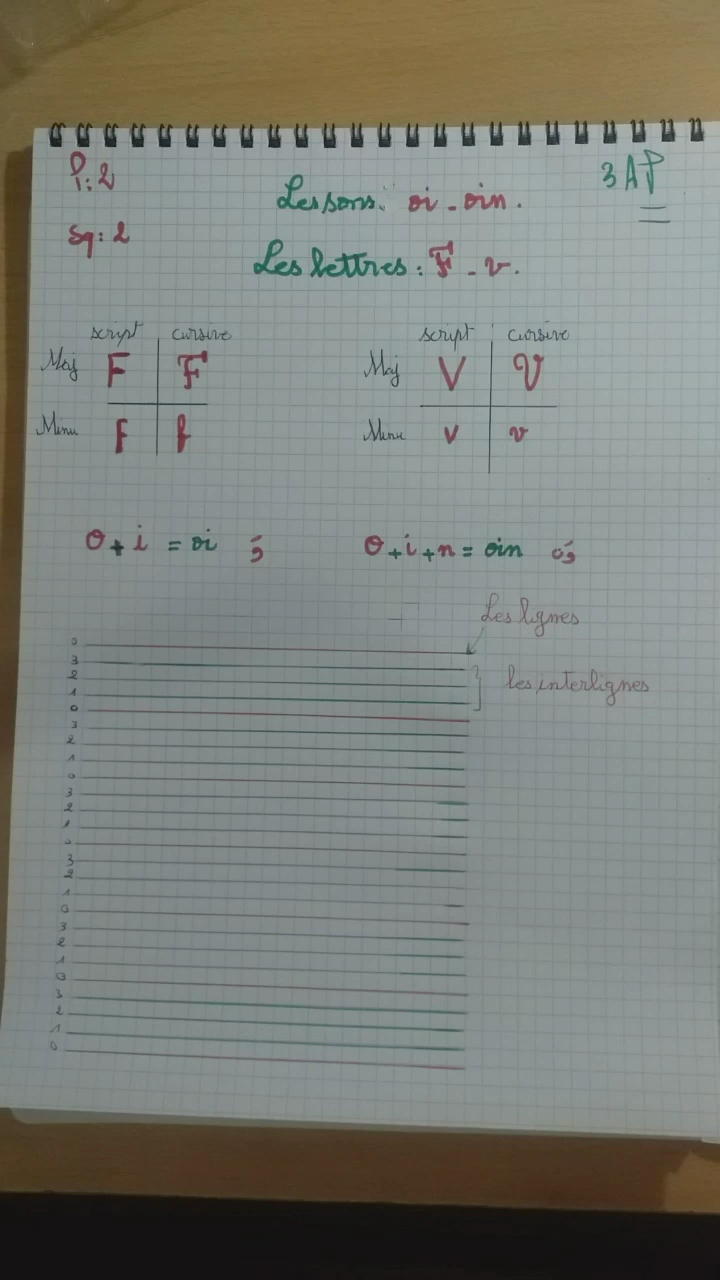 P: 2
3 AP
Les sons: oi - oin.
Sq: 2
Les lettres: F - v.
script cursive script cursive
Maj F F Maj V V
Minu F f Minu v v
o + i = oi o + i + n = oin
Les lignes
les interlignes
0
3
2
1
0
3
2
1
0
3
2
1
0
3
2
1
0
3
2
1
0
3
2
1
0